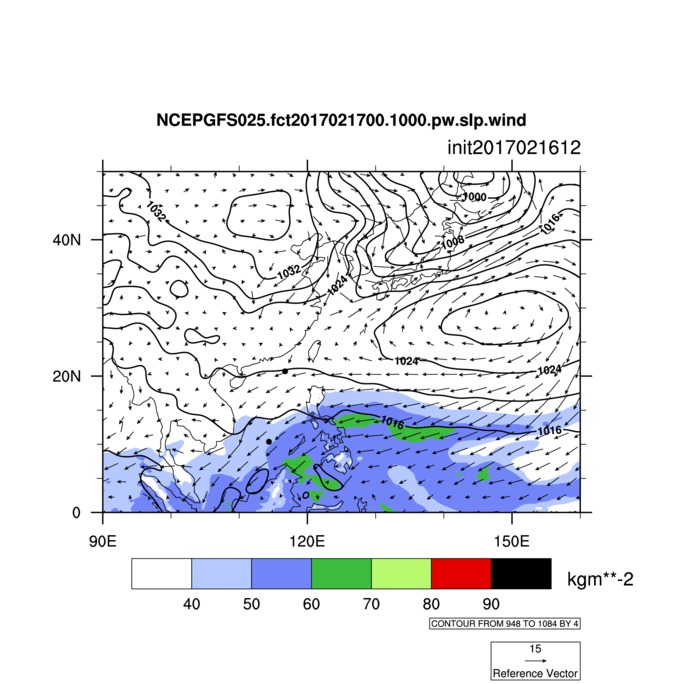 NCEPGFS025.fct2017021700.1000.pw.slp.wind
init2017021612
1000
1032
1016
1008
40N
1032
1024
1024
20N
1024
1016
1016
0
90E 120E 150E
40 50 60 70 80 90
kgm**-2
CONTOUR FROM 948 TO 1084 BY 4
15
Reference Vector